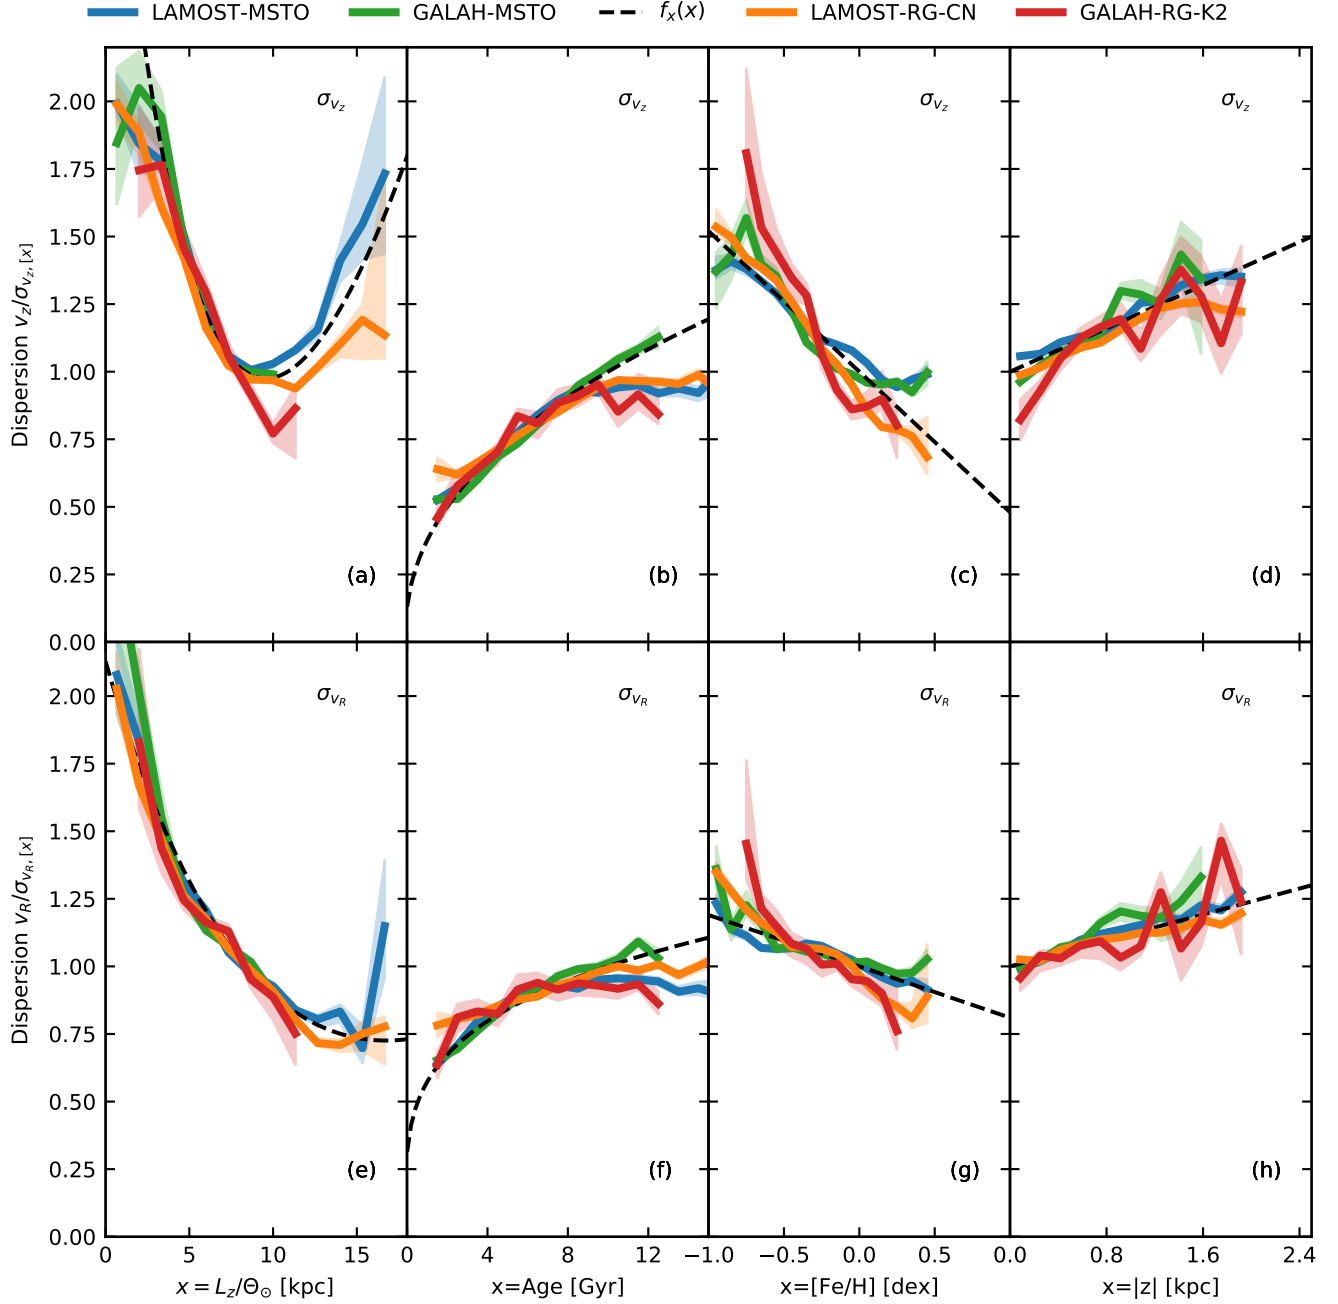 LAMOST-MSTO GALAH-MSTO f_x(x) LAMOST-RG-CN GALAH-RG-K2
Dispersion v_z/σ_{v_z,[x]}
2.00
1.75
1.50
1.25
1.00
0.75
0.50
0.25
0.00
σ_{v_z} σ_{v_z} σ_{v_z} σ_{v_z}
(a) (b) (c) (d)
Dispersion v_R/σ_{v_R,[x]}
2.00
1.75
1.50
1.25
1.00
0.75
0.50
0.25
0.00
σ_{v_R} σ_{v_R} σ_{v_R} σ_{v_R}
(e) (f) (g) (h)
0 5 10 15 0 4 8 12 −1.0 −0.5 0.0 0.5 0.0 0.8 1.6 2.4
x = L_z/Θ_⊙ [kpc] x=Age [Gyr] x=[Fe/H] [dex] x=|z| [kpc]